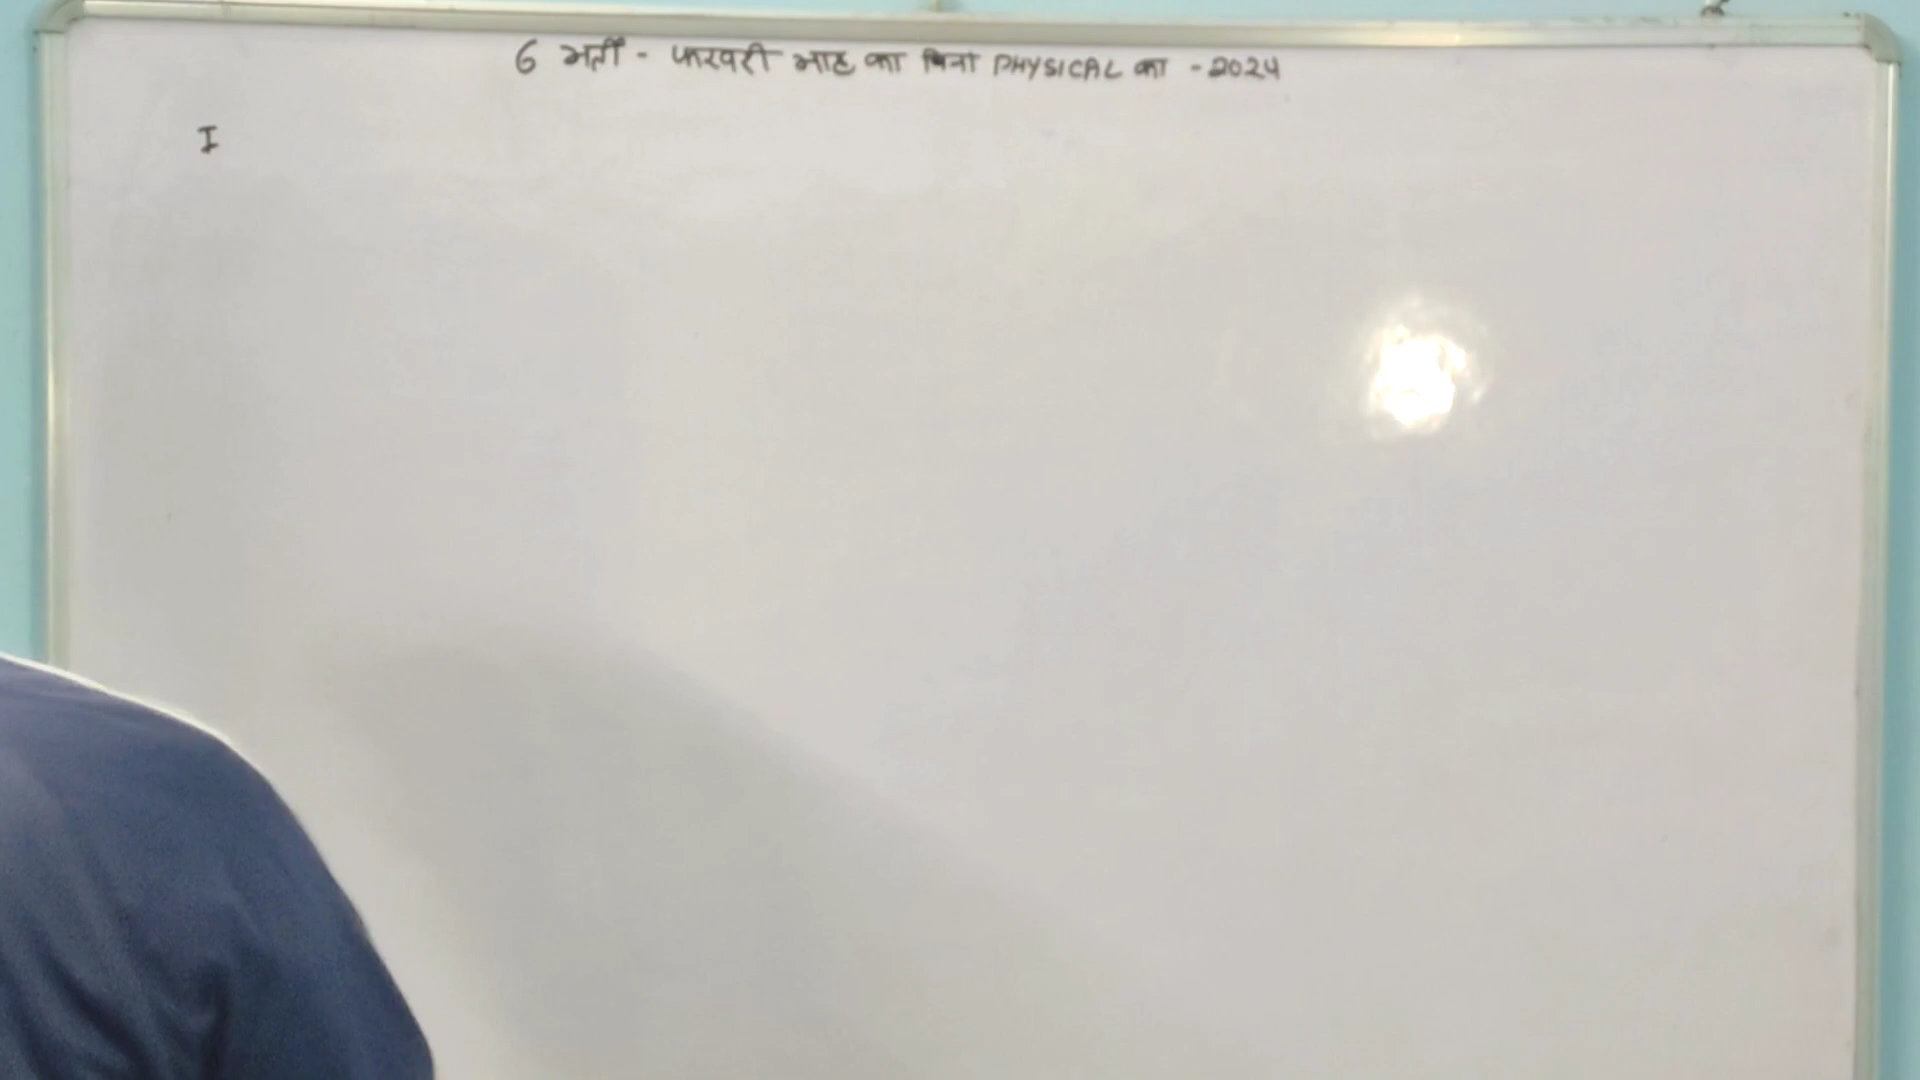 6 भर्ती - फरवरी माह का बिना PHYSICAL का - 2024
I